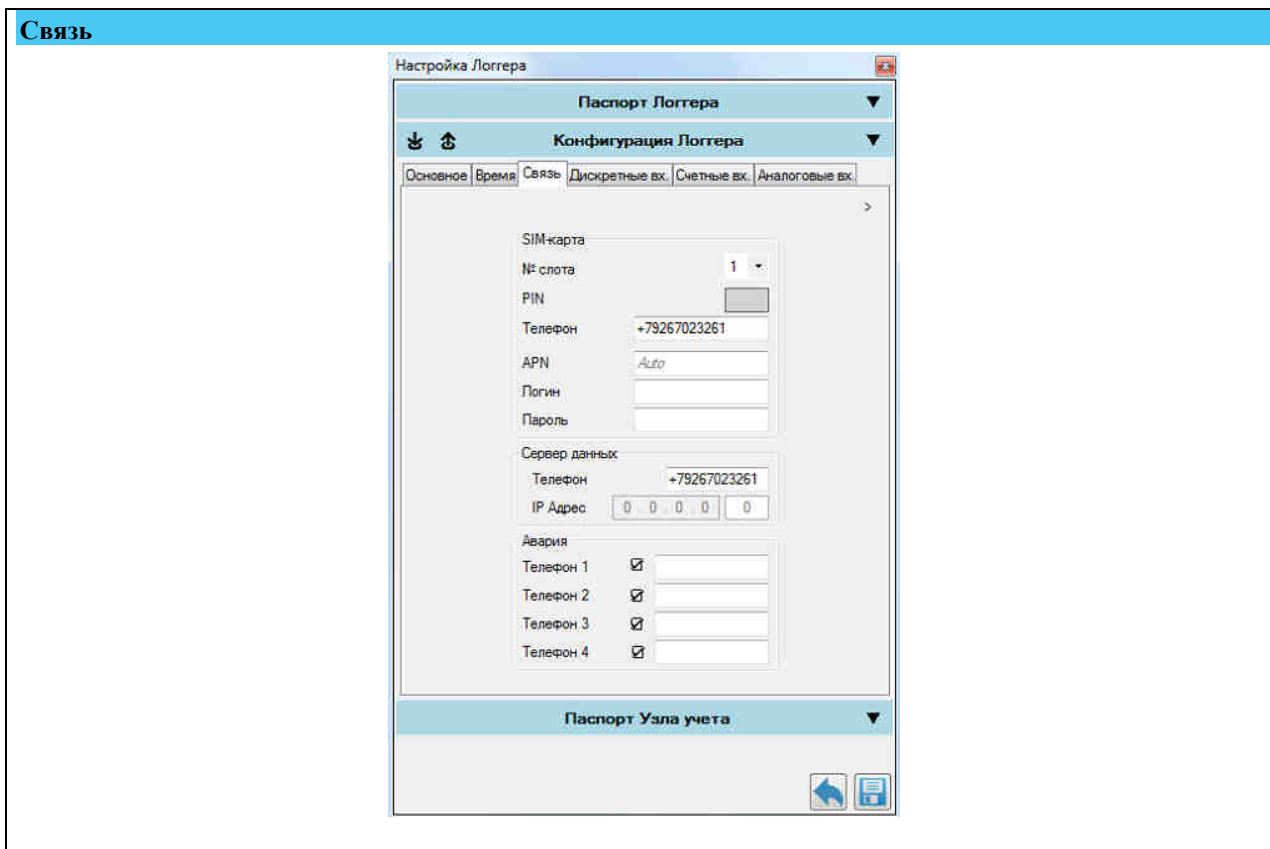 Связь
Настройка Логгера
Паспорт Логгера
Конфигурация Логгера
Основное Время Связь Дискретные вх. Счетные вх. Аналоговые вх.
>
SIM-карта
№ слота 1
PIN
Телефон +79267023261
APN Auto
Логин
Пароль
Сервер данных
Телефон +79267023261
IP Адрес 0 . 0 . 0 . 0 0
Авария
Телефон 1
Телефон 2
Телефон 3
Телефон 4
Паспорт Узла учета